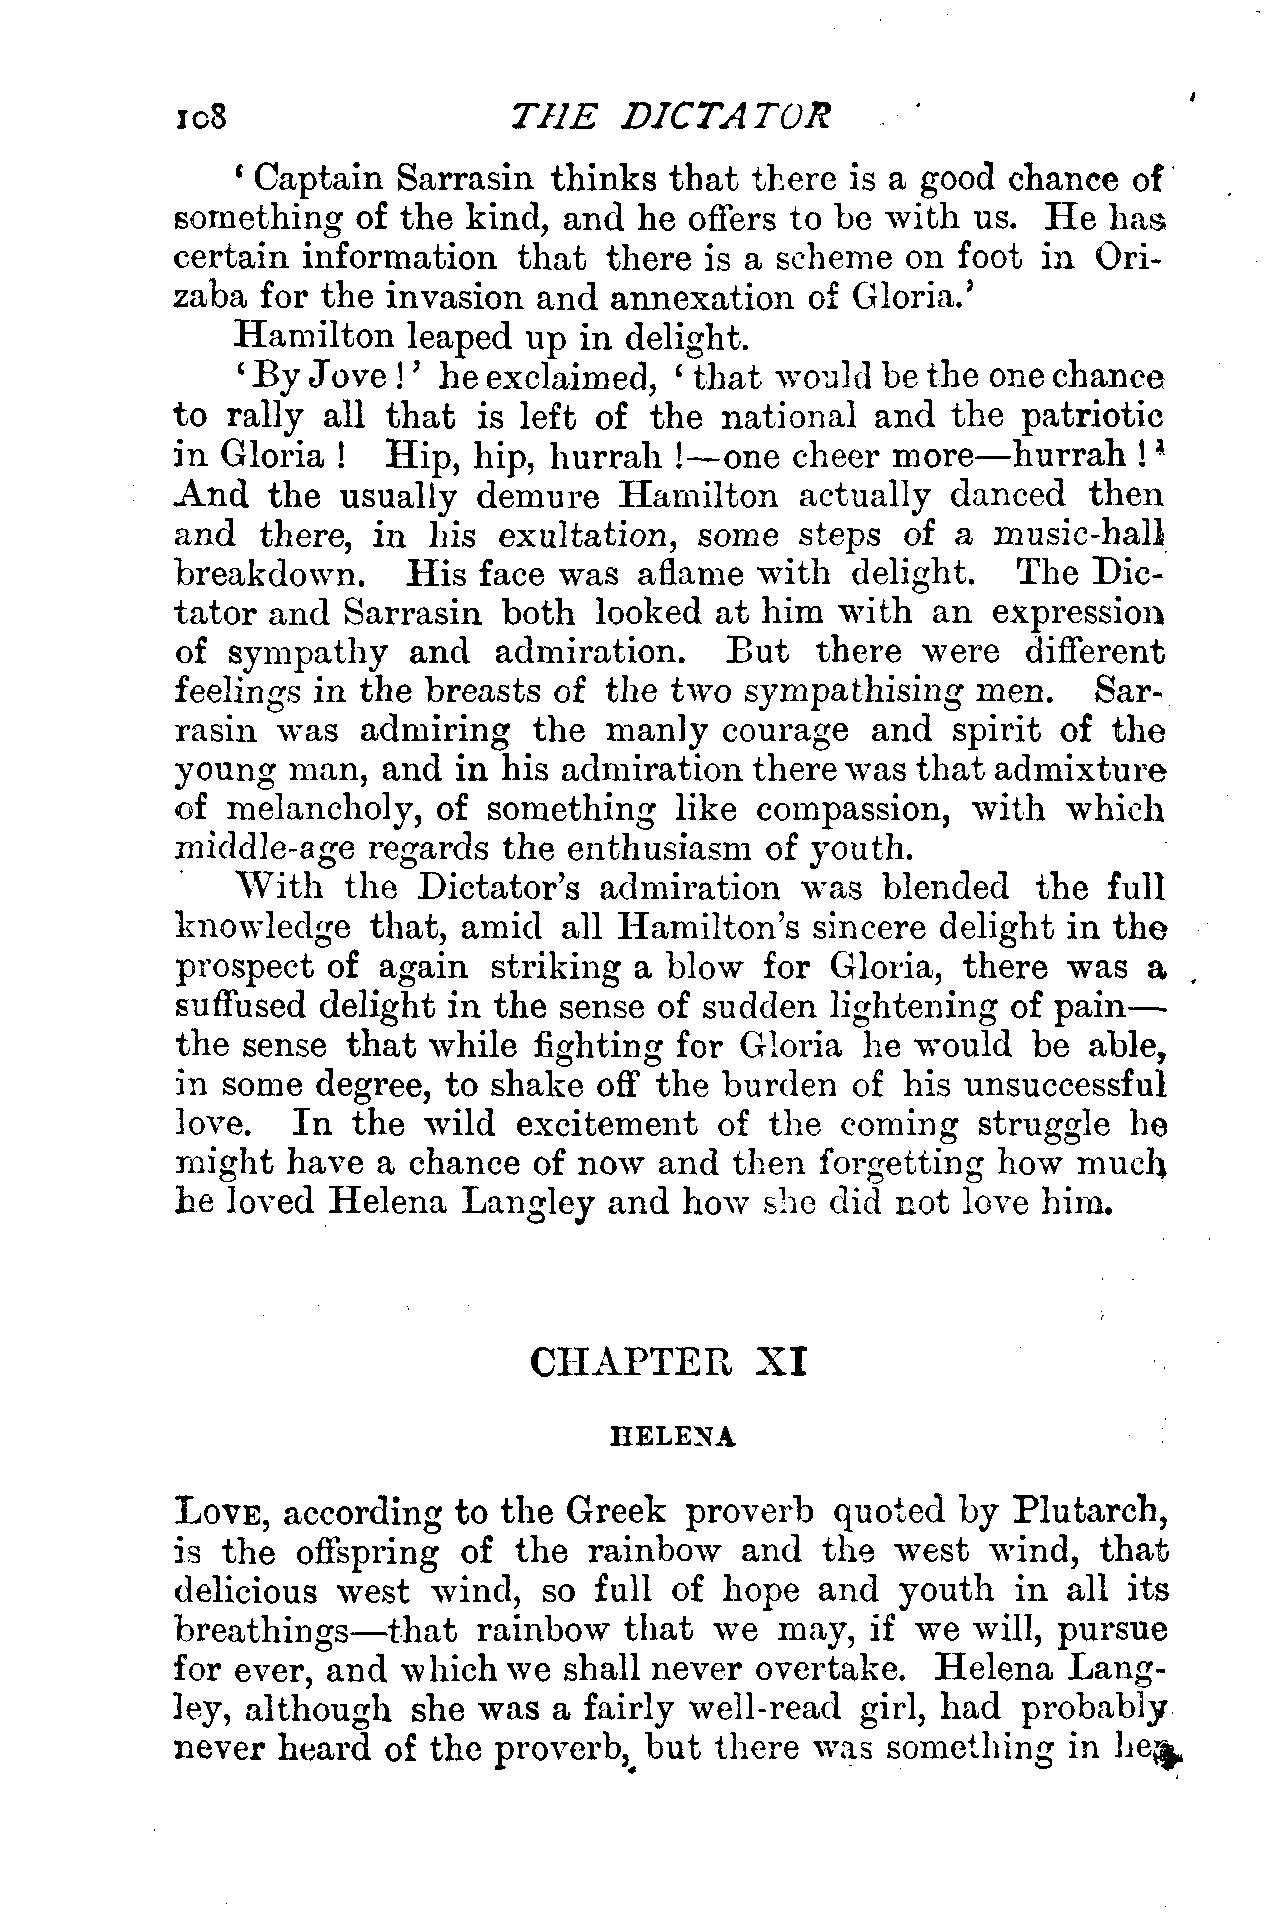 108 THE DICTATOR
‘ Captain Sarrasin thinks that there is a good chance of
something of the kind, and he offers to be with us. He has
certain information that there is a scheme on foot in Ori-
zaba for the invasion and annexation of Gloria.’
Hamilton leaped up in delight.
‘ By Jove ! ’ he exclaimed, ‘ that would be the one chance
to rally all that is left of the national and the patriotic
in Gloria ! Hip, hip, hurrah !—one cheer more—hurrah ! ’
And the usually demure Hamilton actually danced then
and there, in his exultation, some steps of a music-hall
breakdown. His face was aflame with delight. The Dic-
tator and Sarrasin both looked at him with an expression
of sympathy and admiration. But there were different
feelings in the breasts of the two sympathising men. Sar-
rasin was admiring the manly courage and spirit of the
young man, and in his admiration there was that admixture
of melancholy, of something like compassion, with which
middle-age regards the enthusiasm of youth.
With the Dictator’s admiration was blended the full
knowledge that, amid all Hamilton’s sincere delight in the
prospect of again striking a blow for Gloria, there was a
suffused delight in the sense of sudden lightening of pain—
the sense that while fighting for Gloria he would be able,
in some degree, to shake off the burden of his unsuccessful
love. In the wild excitement of the coming struggle he
might have a chance of now and then forgetting how much
he loved Helena Langley and how she did not love him.
CHAPTER XI
HELENA
LOVE, according to the Greek proverb quoted by Plutarch,
is the offspring of the rainbow and the west wind, that
delicious west wind, so full of hope and youth in all its
breathings—that rainbow that we may, if we will, pursue
for ever, and which we shall never overtake. Helena Lang-
ley, although she was a fairly well-read girl, had probably
never heard of the proverb, but there was something in her